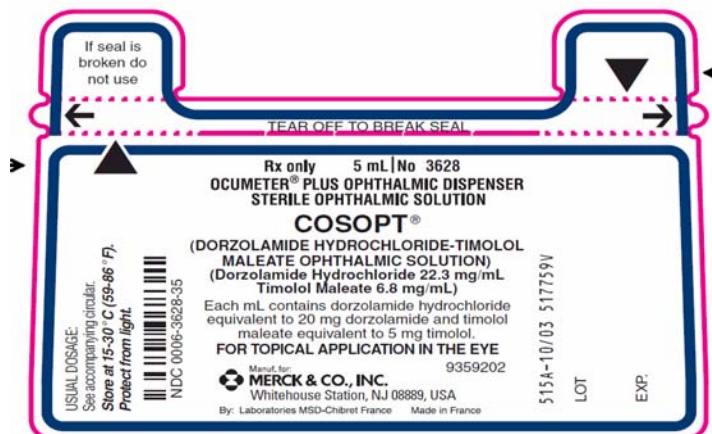 If seal is
broken do
not use
TEAR OFF TO BREAK SEAL
Rx only 5 mL | No 3628
OCUMETER® PLUS OPHTHALMIC DISPENSER
STERILE OPHTHALMIC SOLUTION
COSOPT®
(DORZOLAMIDE HYDROCHLORIDE-TIMOLOL
MALEATE OPHTHALMIC SOLUTION)
(Dorzolamide Hydrochloride 22.3 mg/mL
Timolol Maleate 6.8 mg/mL)
Each mL contains dorzolamide hydrochloride
equivalent to 20 mg dorzolamide and timolol
maleate equivalent to 5 mg timolol.
FOR TOPICAL APPLICATION IN THE EYE
Manuf. for: 9359202
MERCK & CO., INC.
Whitehouse Station, NJ 08889, USA
By: Laboratories MSD-Chibret France Made in France
USUAL DOSAGE:
See accompanying circular.
Store at 15-30°C (59-86°F).
Protect from light.
NDC 0006-3628-35
515A-10/03 517759V
LOT
EXP.